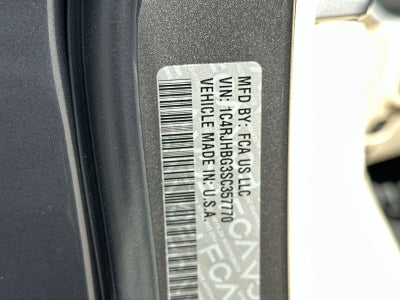 MFD BY: FCA US LLC
VIN: 1C4RJHBG3SC357770
VEHICLE MADE IN: U.S.A.